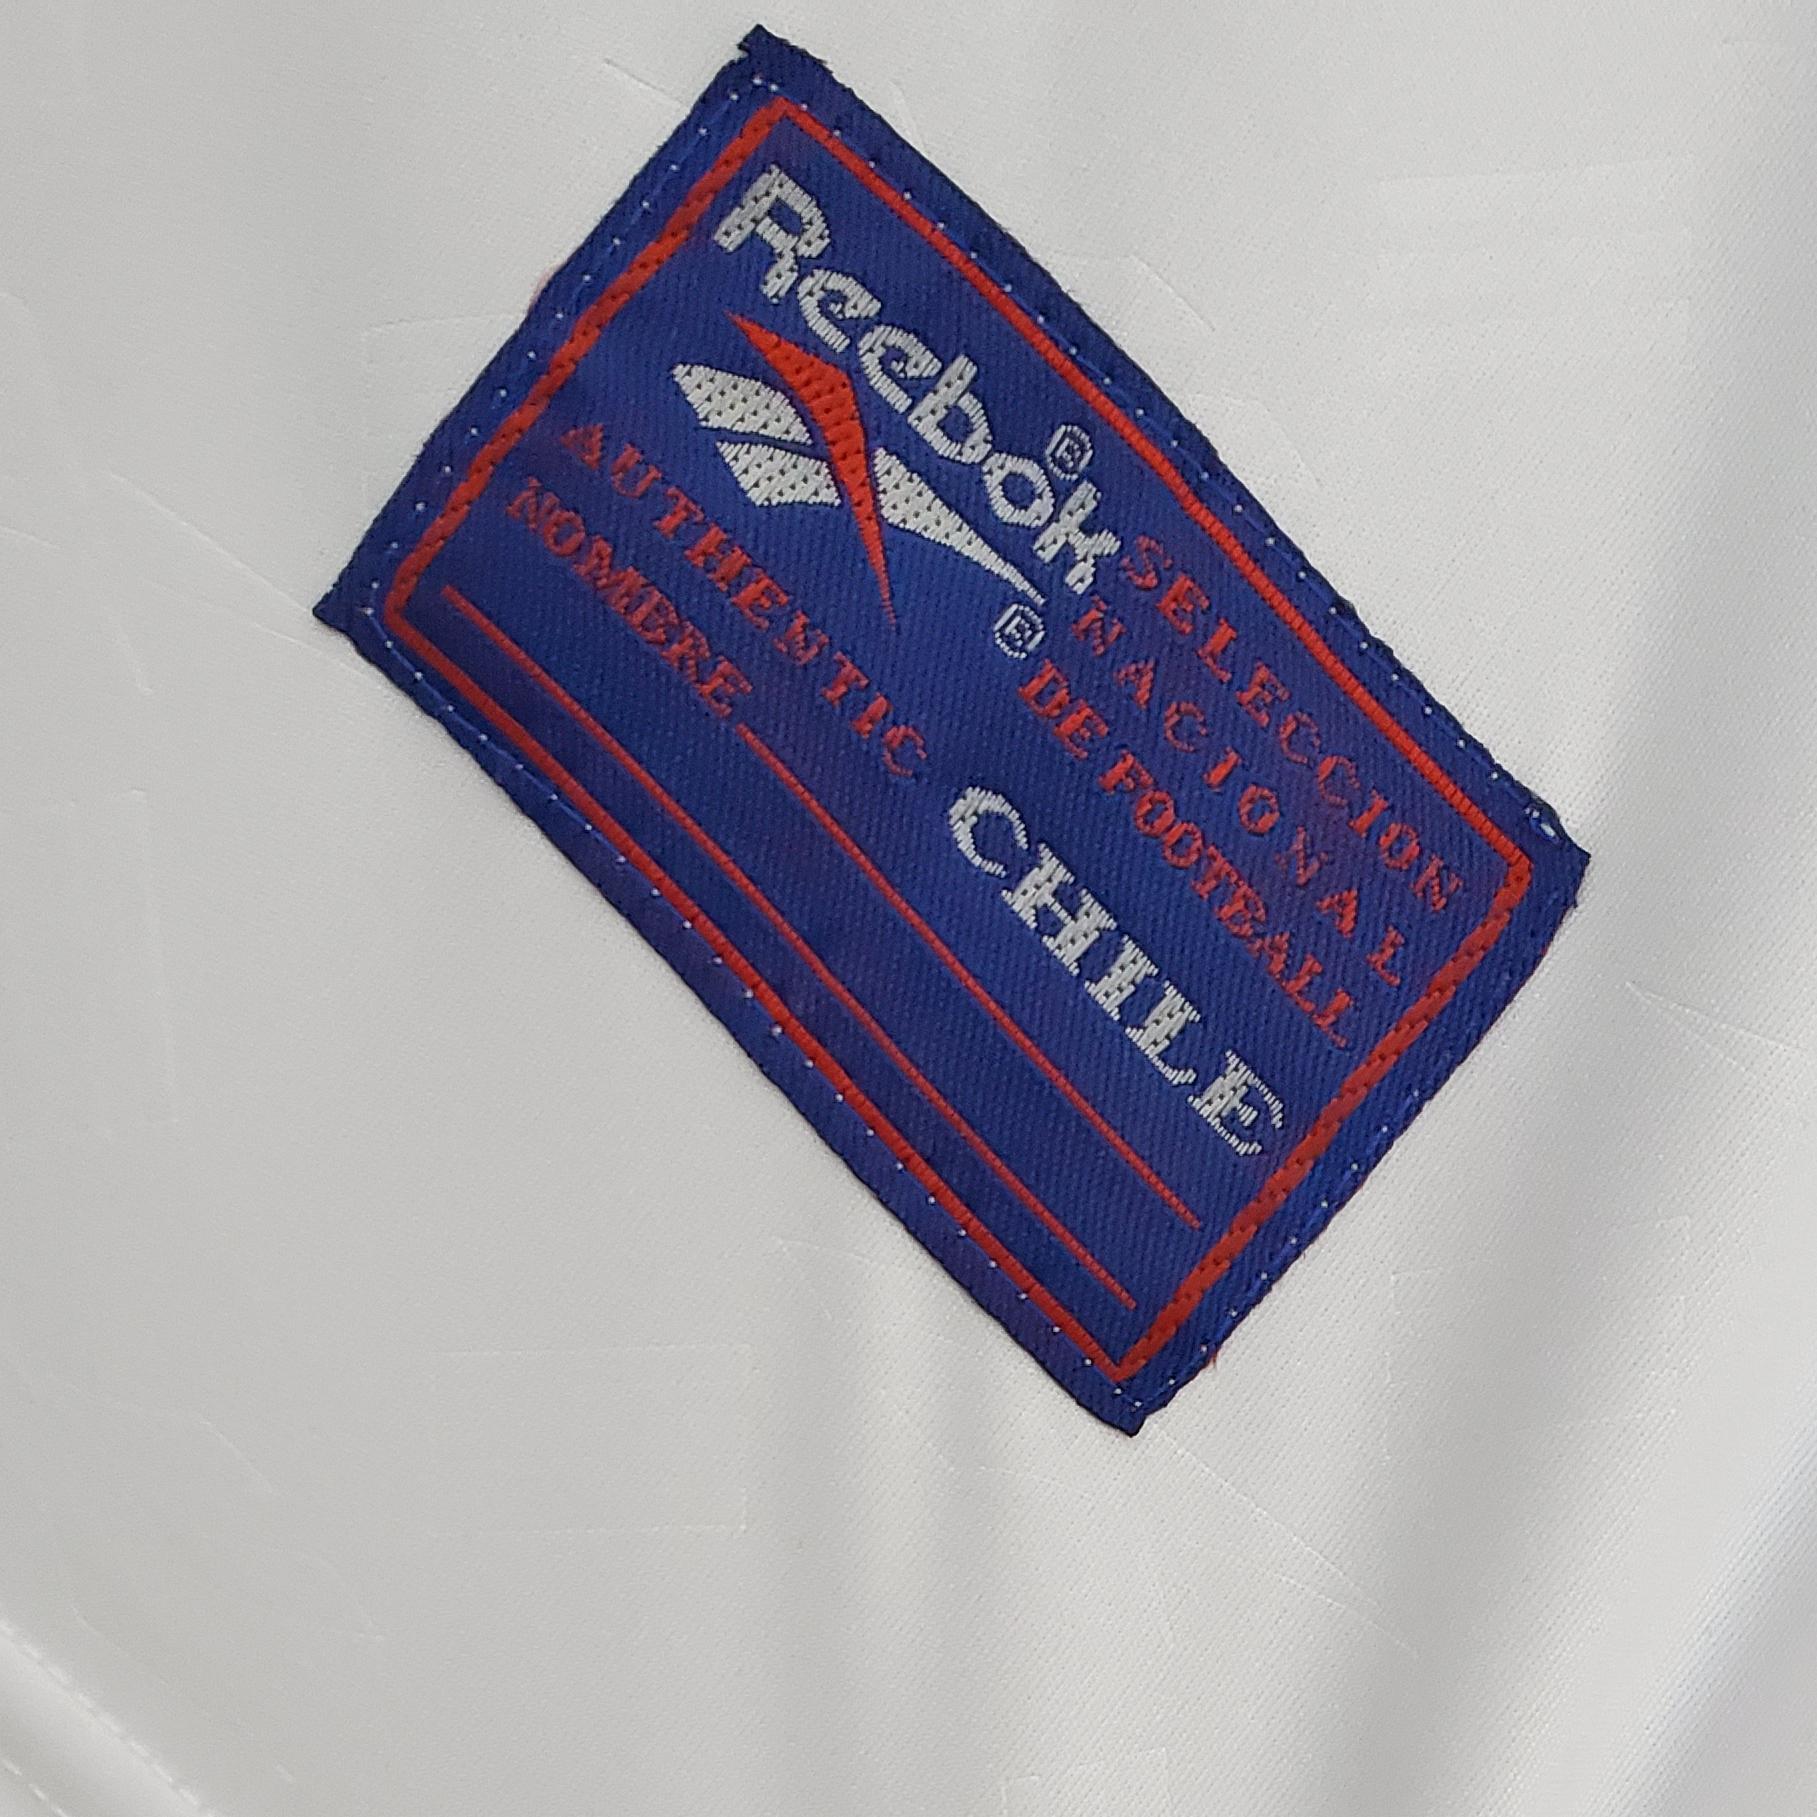 Reebok®
®
SELECCION
NACIONAL
DE FOOTBALL
AUTHENTIC CHILE
NOMBRE